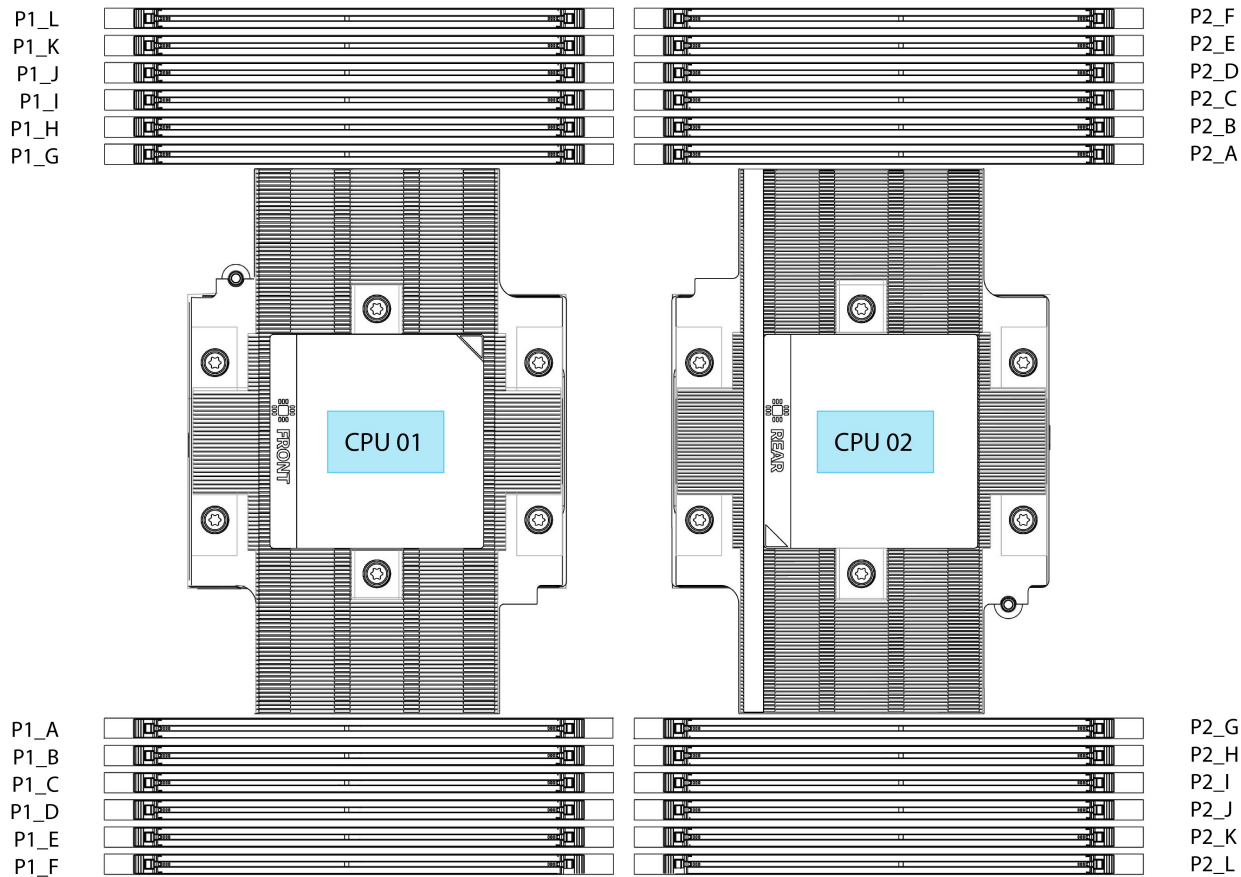 P1_L P2_F
P1_K P2_E
P1_J P2_D
P1_I P2_C
P1_H P2_B
P1_G P2_A
FRONT
CPU 01
REAR
CPU 02
P1_A P2_G
P1_B P2_H
P1_C P2_I
P1_D P2_J
P1_E P2_K
P1_F P2_L